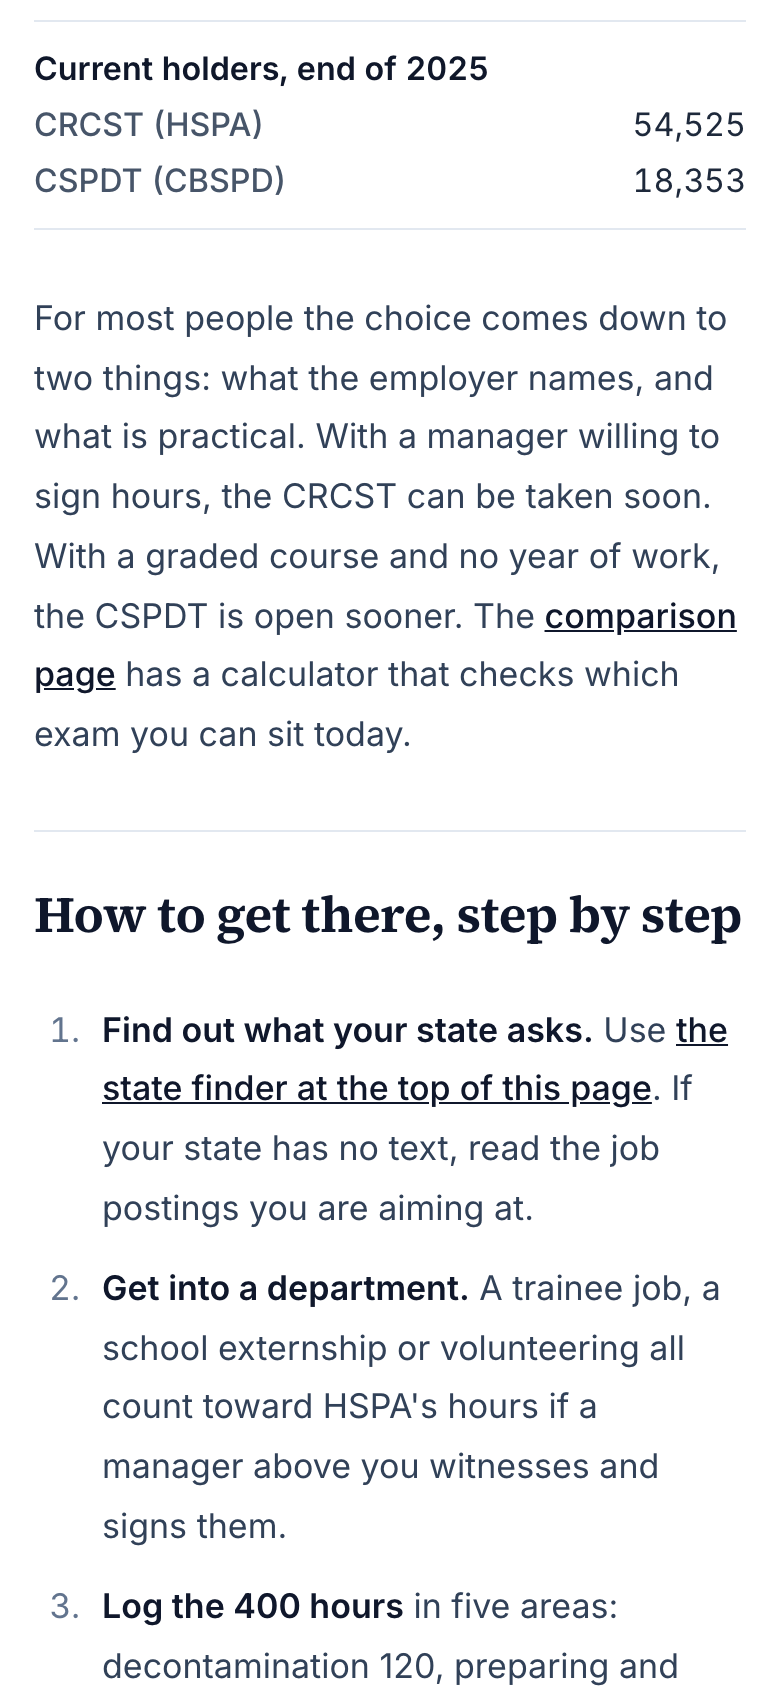 Current holders, end of 2025
CRCST (HSPA) 54,525
CSPDT (CBSPD) 18,353
For most people the choice comes down to
two things: what the employer names, and
what is practical. With a manager willing to
sign hours, the CRCST can be taken soon.
With a graded course and no year of work,
the CSPDT is open sooner. The comparison
page has a calculator that checks which
exam you can sit today.
How to get there, step by step
1. Find out what your state asks. Use the
state finder at the top of this page. If
your state has no text, read the job
postings you are aiming at.
2. Get into a department. A trainee job, a
school externship or volunteering all
count toward HSPA's hours if a
manager above you witnesses and
signs them.
3. Log the 400 hours in five areas:
decontamination 120, preparing and